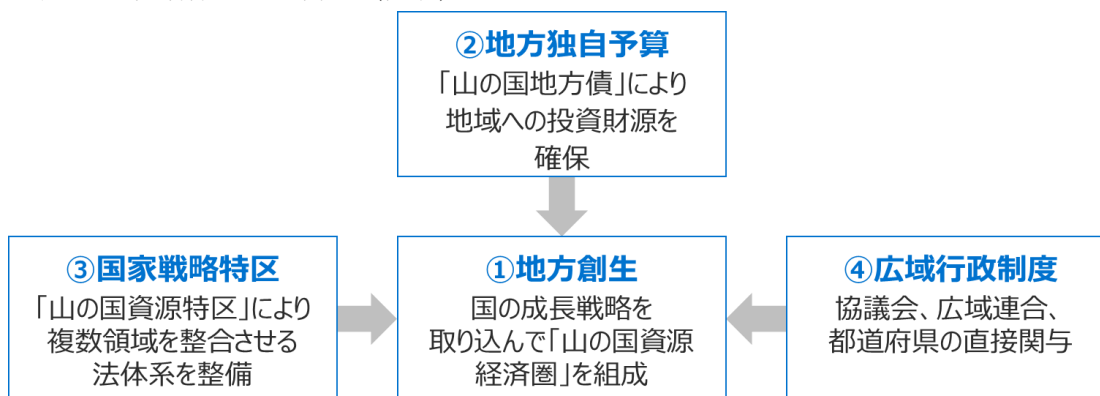 ②地方独自予算
「山の国地方債」により
地域への投資財源を
確保
③国家戦略特区
「山の国資源特区」により
複数領域を整合させる
法体系を整備
①地方創生
国の成長戦略を
取り込んで「山の国資源
経済圏」を組成
④広域行政制度
協議会、広域連合、
都道府県の直接関与